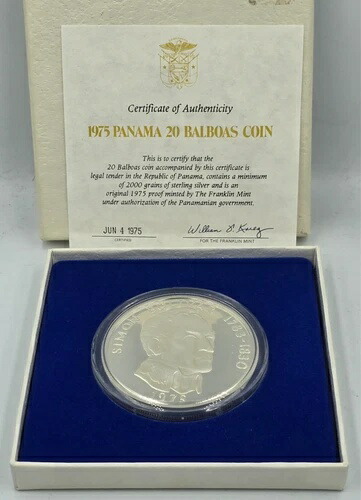 Certificate of Authenticity
1975 PANAMA 20 BALBOAS COIN
This is to certify that the
20 Balboas coin accompanied by this certificate is
legal tender in the Republic of Panama, contains a minimum
of 2000 grains of sterling silver and is an
original 1975 proof minted by The Franklin Mint
under authorization of the Panamanian government.
JUN 4 1975
CERTIFIED
FOR THE FRANKLIN MINT
SIMON
1783-1830
1975